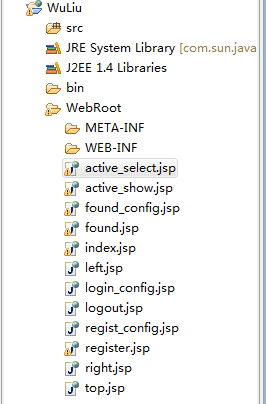 WuLiu
src
JRE System Library [com.sun.java
J2EE 1.4 Libraries
bin
WebRoot
META-INF
WEB-INF
active_select.jsp
active_show.jsp
found_config.jsp
found.jsp
index.jsp
left.jsp
login_config.jsp
logout.jsp
regist_config.jsp
register.jsp
right.jsp
top.jsp